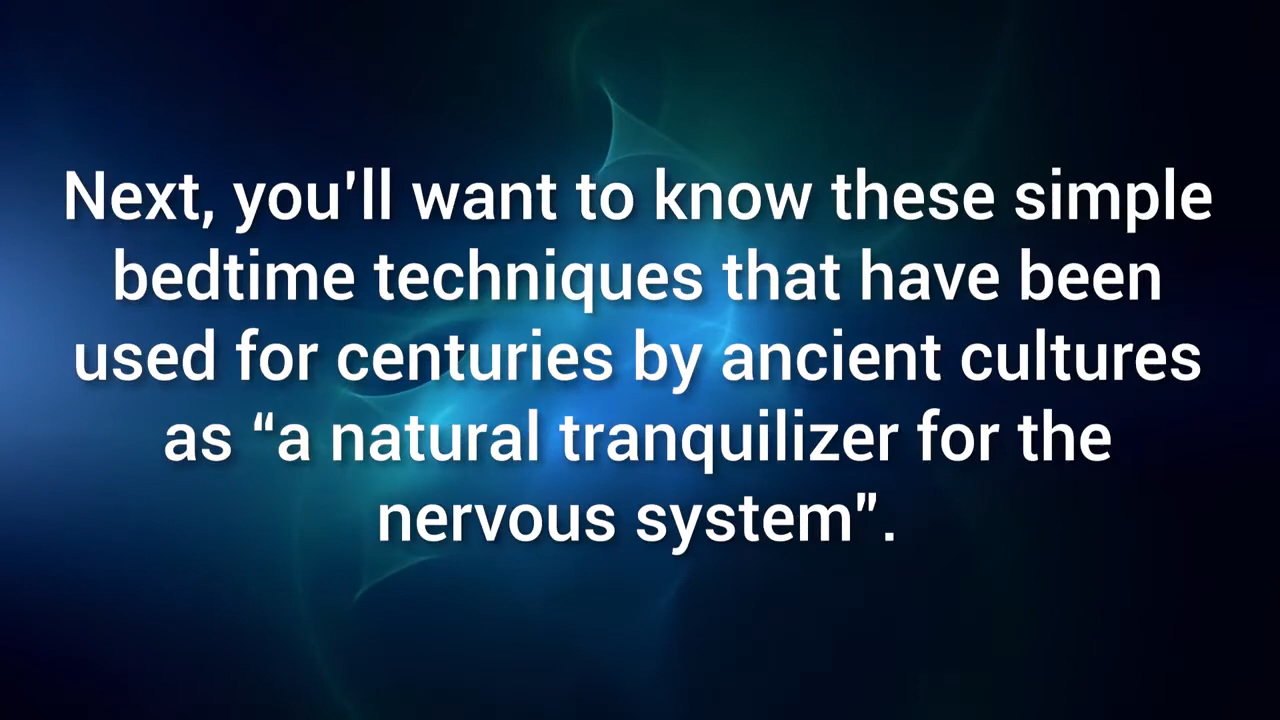 Next, you'll want to know these simple
bedtime techniques that have been
used for centuries by ancient cultures
as “a natural tranquilizer for the
nervous system”.